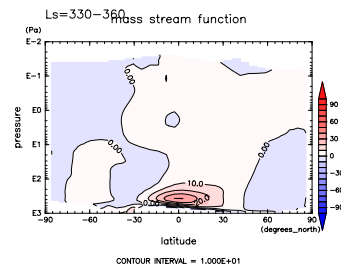 Ls=330-360
mass stream function
(Pa)
E-2
E-1
E0
E1
E2
E3
pressure
0.00
0.00
0.00
0.00
10.0
-90 -60 -30 0 30 60 90
(degrees_north)
latitude
90
60
30
0
-30
-60
-90
CONTOUR INTERVAL = 1.000E+01